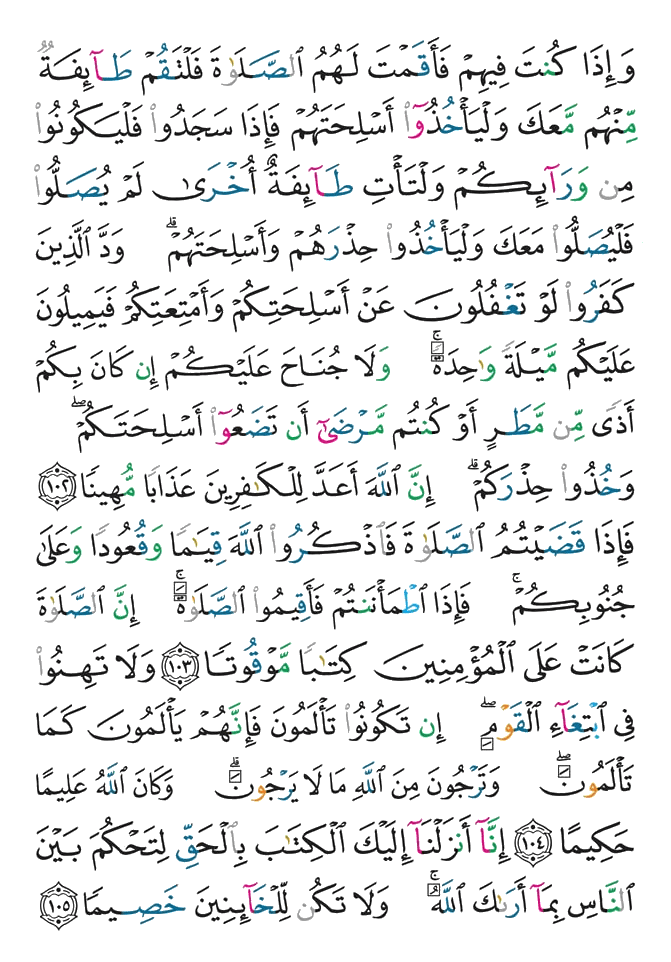 وَإِذَا كُنتَ فِيهِمْ فَأَقَمْتَ لَهُمُ ٱلصَّلَوٰةَ فَلْتَقُمْ طَآئِفَةٌ
مِّنْهُم مَّعَكَ وَلْيَأْخُذُوٓا۟ أَسْلِحَتَهُمْ فَإِذَا سَجَدُوا۟ فَلْيَكُونُوا۟
مِن وَرَآئِكُمْ وَلْتَأْتِ طَآئِفَةٌ أُخْرَىٰ لَمْ يُصَلُّوا۟
فَلْيُصَلُّوا۟ مَعَكَ وَلْيَأْخُذُوا۟ حِذْرَهُمْ وَأَسْلِحَتَهُمْ ۗ وَدَّ ٱلَّذِينَ
كَفَرُوا۟ لَوْ تَغْفُلُونَ عَنْ أَسْلِحَتِكُمْ وَأَمْتِعَتِكُمْ فَيَمِيلُونَ
عَلَيْكُم مَّيْلَةً وَٰحِدَةً ۚ وَلَا جُنَاحَ عَلَيْكُمْ إِن كَانَ بِكُمْ
أَذًى مِّن مَّطَرٍ أَوْ كُنتُم مَّرْضَىٰٓ أَن تَضَعُوٓا۟ أَسْلِحَتَكُمْ ۖ
وَخُذُوا۟ حِذْرَكُمْ ۗ إِنَّ ٱللَّهَ أَعَدَّ لِلْكَـٰفِرِينَ عَذَابًا مُّهِينًا ١٠٢
فَإِذَا قَضَيْتُمُ ٱلصَّلَوٰةَ فَٱذْكُرُوا۟ ٱللَّهَ قِيَـٰمًا وَقُعُودًا وَعَلَىٰ
جُنُوبِكُمْ ۚ فَإِذَا ٱطْمَأْنَنتُمْ فَأَقِيمُوا۟ ٱلصَّلَوٰةَ ۚ إِنَّ ٱلصَّلَوٰةَ
كَانَتْ عَلَى ٱلْمُؤْمِنِينَ كِتَـٰبًا مَّوْقُوتًا ١٠٣ وَلَا تَهِنُوا۟
فِى ٱبْتِغَآءِ ٱلْقَوْمِ ۖ إِن تَكُونُوا۟ تَأْلَمُونَ فَإِنَّهُمْ يَأْلَمُونَ كَمَا
تَأْلَمُونَ ۖ وَتَرْجُونَ مِنَ ٱللَّهِ مَا لَا يَرْجُونَ ۗ وَكَانَ ٱللَّهُ عَلِيمًا
حَكِيمًا ١٠٤ إِنَّآ أَنزَلْنَآ إِلَيْكَ ٱلْكِتَـٰبَ بِٱلْحَقِّ لِتَحْكُمَ بَيْنَ
ٱلنَّاسِ بِمَآ أَرَىٰكَ ٱللَّهُ ۚ وَلَا تَكُن لِّلْخَآئِنِينَ خَصِيمًا ١٠٥